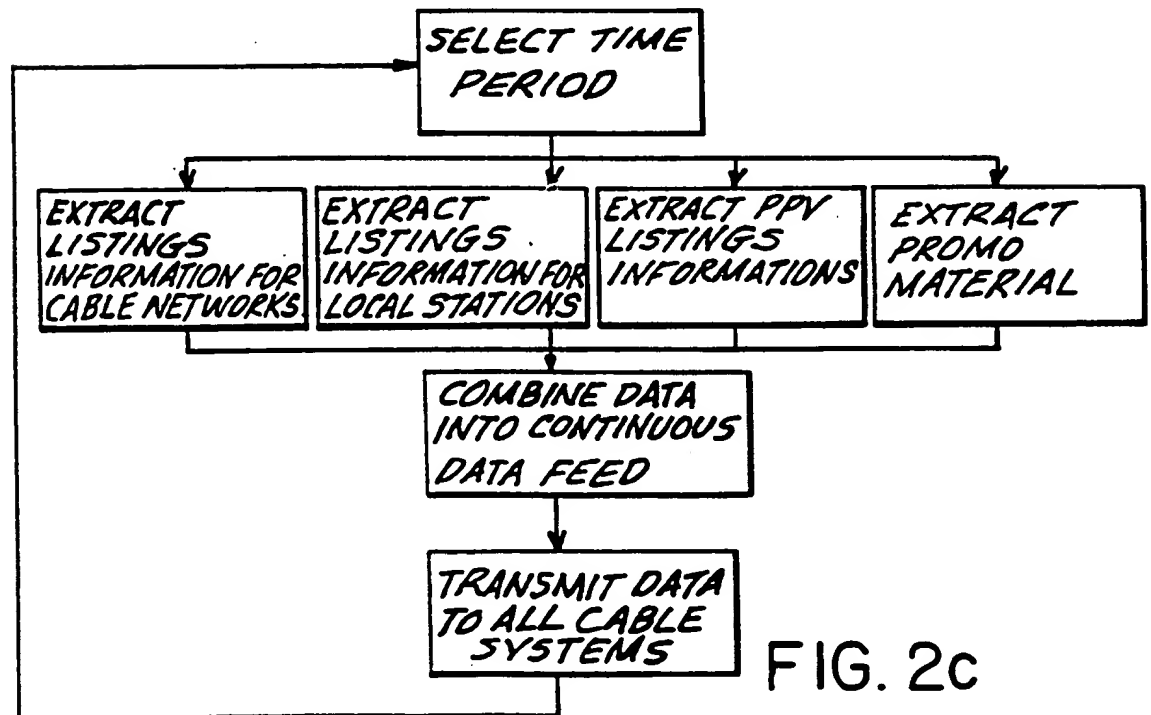 SELECT TIME
PERIOD
EXTRACT
LISTINGS
INFORMATION FOR
CABLE NETWORKS
EXTRACT
LISTINGS
INFORMATION FOR
LOCAL STATIONS
EXTRACT PPV
LISTINGS
INFORMATIONS
EXTRACT
PROMO
MATERIAL
COMBINE DATA
INTO CONTINUOUS
DATA FEED
TRANSMIT DATA
TO ALL CABLE
SYSTEMS
FIG. 2c